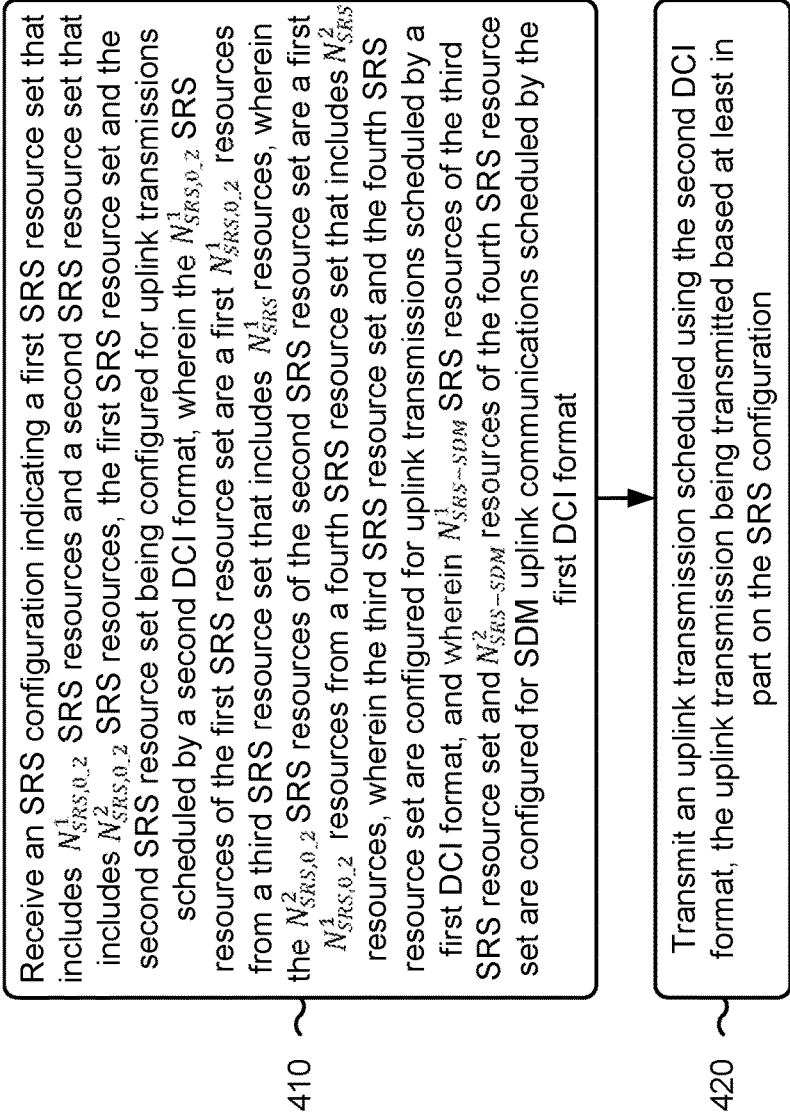 Receive an SRS configuration indicating a first SRS resource set that
includes N^1_{SRS,0_2} SRS resources and a second SRS resource set that
includes N^2_{SRS,0_2} SRS resources, the first SRS resource set and the
second SRS resource set being configured for uplink transmissions
scheduled by a second DCI format, wherein the N^1_{SRS,0_2} SRS
resources of the first SRS resource set are a first N^1_{SRS,0_2} resources
from a third SRS resource set that includes N^1_{SRS} resources, wherein
the N^2_{SRS,0_2} SRS resources of the second SRS resource set are a first
N^1_{SRS,0_2} resources from a fourth SRS resource set that includes N^2_{SRS}
resources, wherein the third SRS resource set and the fourth SRS
resource set are configured for uplink transmissions scheduled by a
first DCI format, and wherein N^1_{SRS-SDM} SRS resources of the third
SRS resource set and N^2_{SRS-SDM} resources of the fourth SRS resource
set are configured for SDM uplink communications scheduled by the
first DCI format
410
Transmit an uplink transmission scheduled using the second DCI
format, the uplink transmission being transmitted based at least in
part on the SRS configuration
420